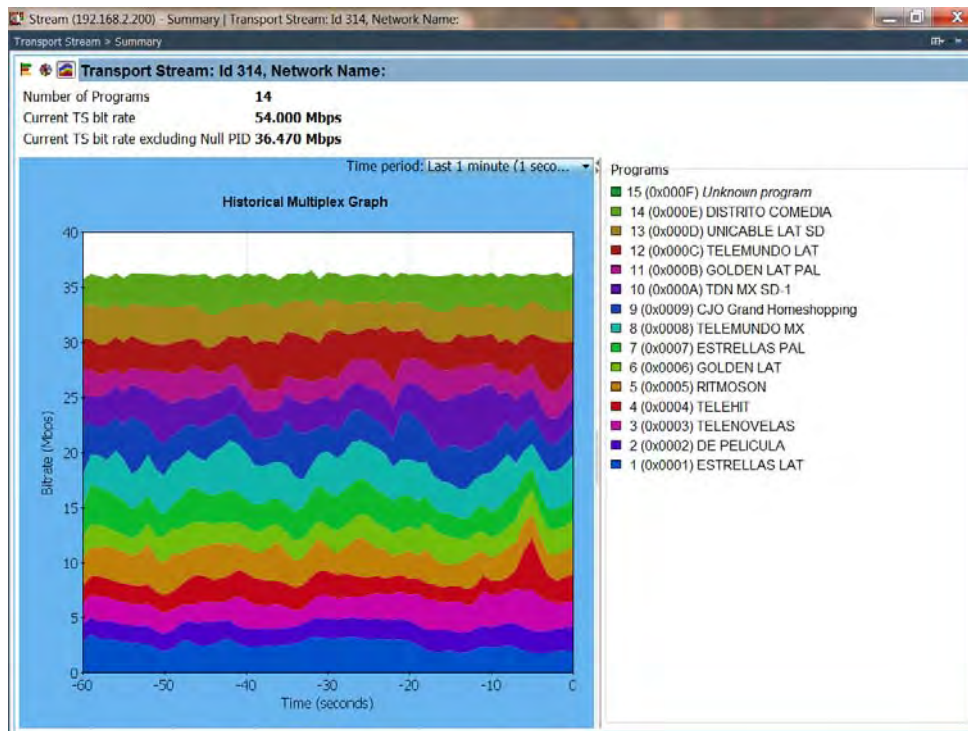 Stream (192.168.2.200) - Summary | Transport Stream: Id 314, Network Name:
Transport Stream > Summary
Transport Stream: Id 314, Network Name:
Number of Programs 14
Current TS bit rate 54.000 Mbps
Current TS bit rate excluding Null PID 36.470 Mbps
Time period: Last 1 minute (1 seco...
Historical Multiplex Graph
40
35
30
25
20
15
10
5
0
Bitrate (Mbps)
-60 -50 -40 -30 -20 -10 0
Time (seconds)
Programs
15 (0x000F) Unknown program
14 (0x000E) DISTRITO COMEDIA
13 (0x000D) UNICABLE LAT SD
12 (0x000C) TELEMUNDO LAT
11 (0x000B) GOLDEN LAT PAL
10 (0x000A) TDN MX SD-1
9 (0x0009) CJO Grand Homeshopping
8 (0x0008) TELEMUNDO MX
7 (0x0007) ESTRELLAS PAL
6 (0x0006) GOLDEN LAT
5 (0x0005) RITMOSON
4 (0x0004) TELEHIT
3 (0x0003) TELENOVELAS
2 (0x0002) DE PELICULA
1 (0x0001) ESTRELLAS LAT